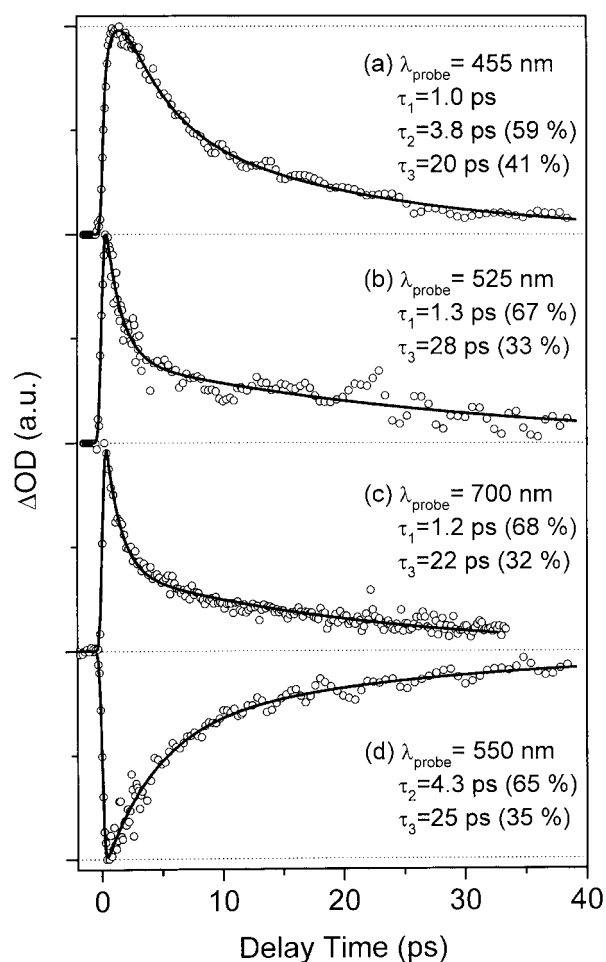 (a) λprobe = 455 nm
τ1=1.0 ps
τ2=3.8 ps (59 %)
τ3=20 ps (41 %)
(b) λprobe = 525 nm
τ1=1.3 ps (67 %)
τ3=28 ps (33 %)
(c) λprobe = 700 nm
τ1=1.2 ps (68 %)
τ3=22 ps (32 %)
(d) λprobe = 550 nm
τ2=4.3 ps (65 %)
τ3=25 ps (35 %)
ΔOD (a.u.)
0 10 20 30 40
Delay Time (ps)